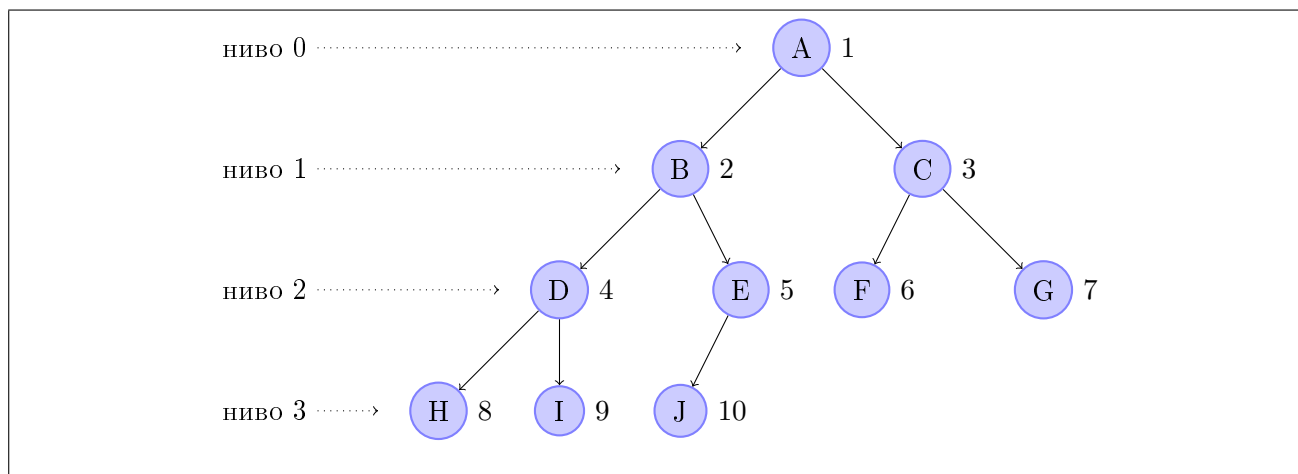 ниво 0 A 1
ниво 1 B 2 C 3
ниво 2 D 4 E 5 F 6 G 7
ниво 3 H 8 I 9 J 10